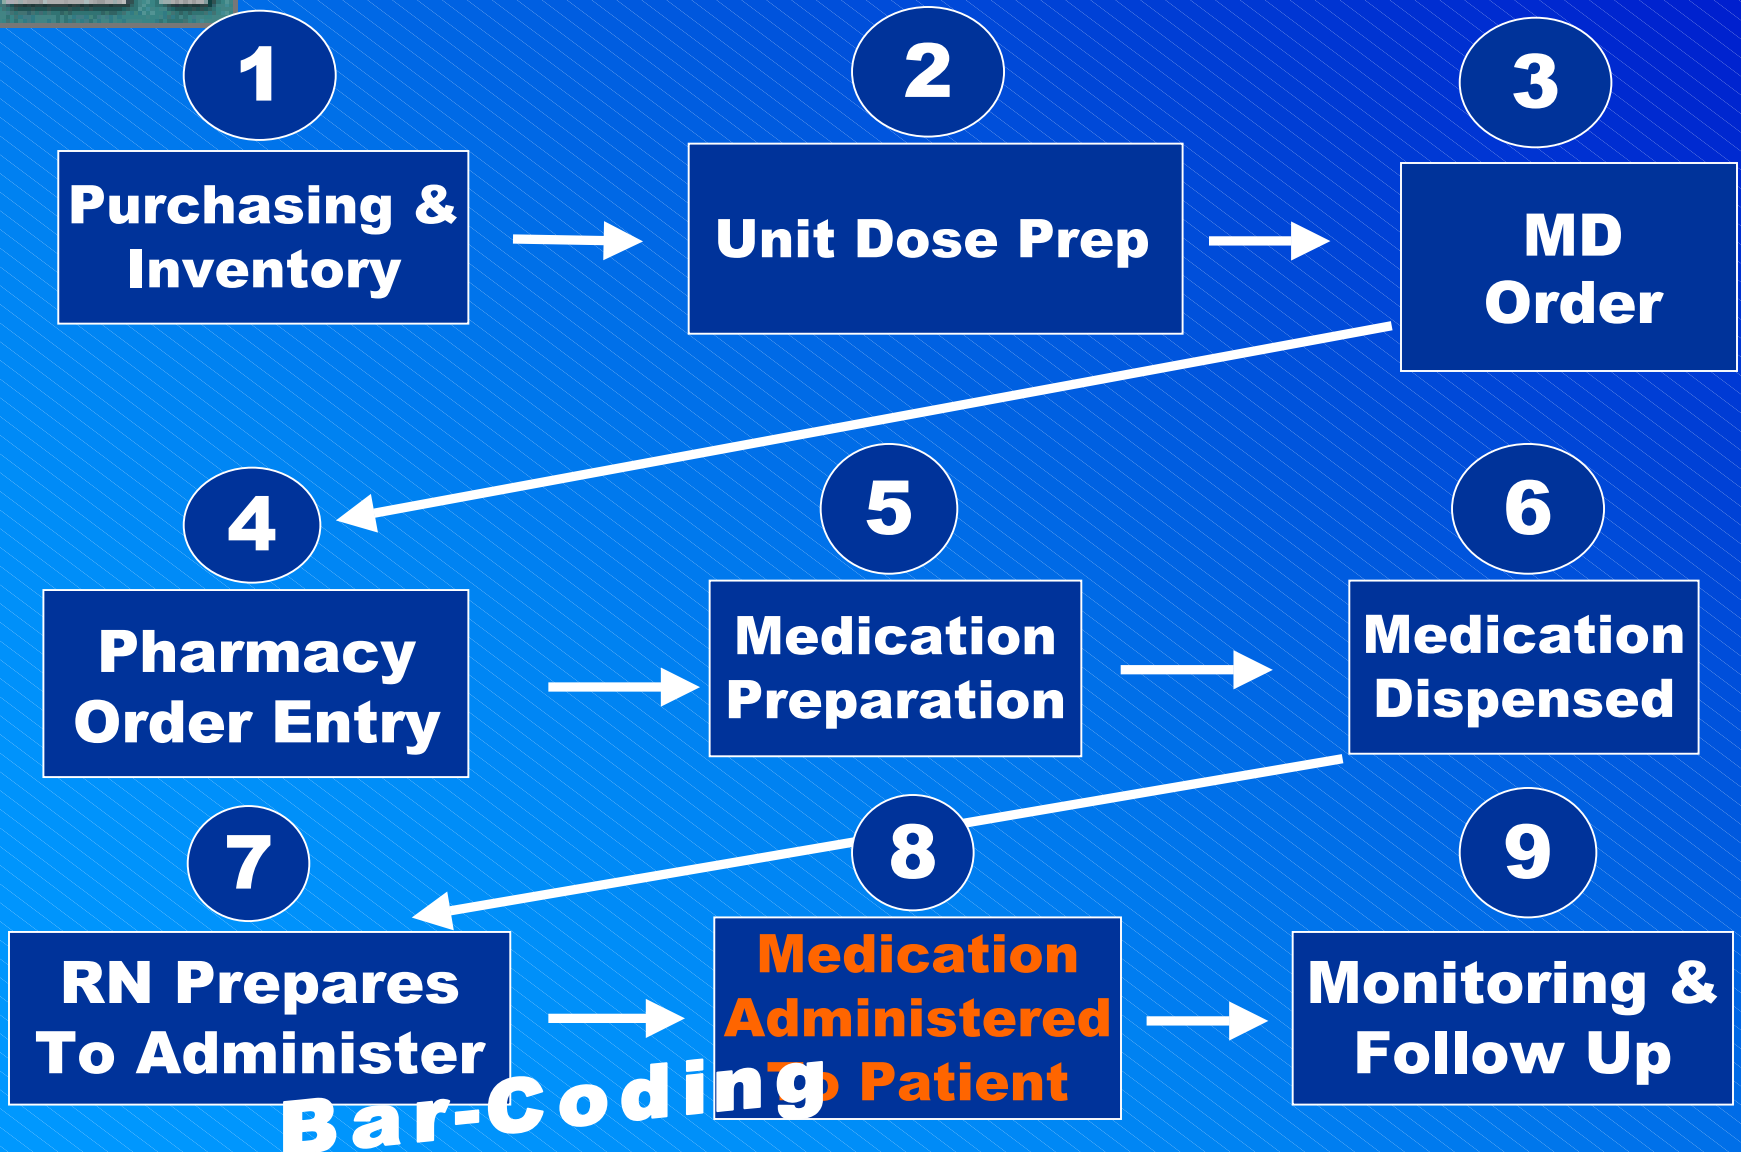 1
Purchasing &
Inventory
2
Unit Dose Prep
3
MD
Order
4
Pharmacy
Order Entry
5
Medication
Preparation
6
Medication
Dispensed
7
RN Prepares
To Administer
8
Medication
Administered
To Patient
9
Monitoring &
Follow Up
Bar-Coding